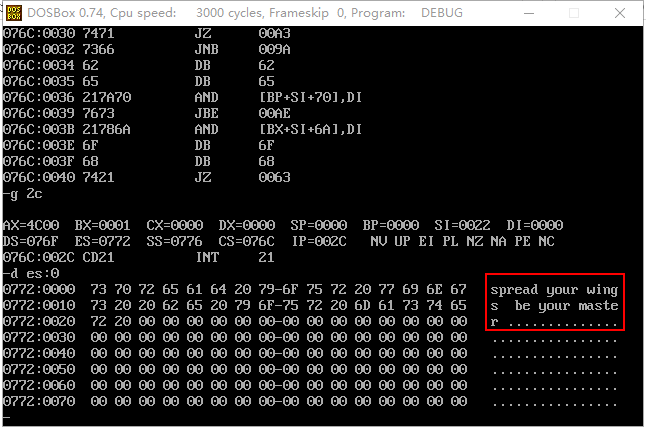 DOSBox 0.74, Cpu speed: 3000 cycles, Frameskip 0, Program: DEBUG
076C:0030 7471 JZ 00A3
076C:0032 7366 JNB 009A
076C:0034 62 DB 62
076C:0035 65 DB 65
076C:0036 217A70 AND [BP+SI+70],DI
076C:0039 7673 JBE 00AE
076C:003B 21786A AND [BX+SI+6A],DI
076C:003E 6F DB 6F
076C:003F 68 DB 68
076C:0040 7421 JZ 0063
-g 2c
AX=4C00 BX=0001 CX=0000 DX=0000 SP=0000 BP=0000 SI=0022 DI=0000
DS=076F ES=0772 SS=0776 CS=076C IP=002C NV UP EI PL NZ NA PE NC
076C:002C CD21 INT 21
-d es:0
0772:0000 73 70 72 65 61 64 20 79-6F 75 72 20 77 69 6E 67 spread your wing
0772:0010 73 20 20 62 65 20 79 6F-75 72 20 6D 61 73 74 65 s  be your maste
0772:0020 72 20 00 00 00 00 00 00-00 00 00 00 00 00 00 00 r ..............
0772:0030 00 00 00 00 00 00 00 00-00 00 00 00 00 00 00 00 ................
0772:0040 00 00 00 00 00 00 00 00-00 00 00 00 00 00 00 00 ................
0772:0050 00 00 00 00 00 00 00 00-00 00 00 00 00 00 00 00 ................
0772:0060 00 00 00 00 00 00 00 00-00 00 00 00 00 00 00 00 ................
0772:0070 00 00 00 00 00 00 00 00-00 00 00 00 00 00 00 00 ................
-